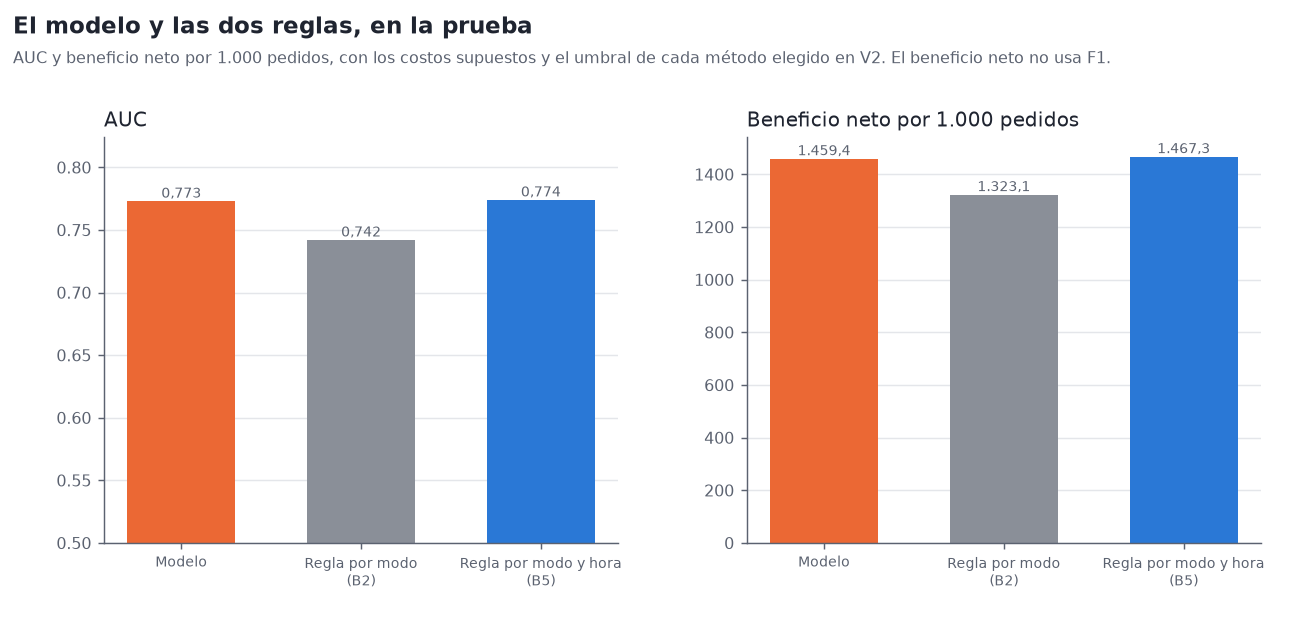 El modelo y las dos reglas, en la prueba
AUC y beneficio neto por 1.000 pedidos, con los costos supuestos y el umbral de cada método elegido en V2. El beneficio neto no usa F1.
AUC
0.80
0.75
0.70
0.65
0.60
0.55
0.50
0,773
0,742
0,774
Modelo
Regla por modo
(B2)
Regla por modo y hora
(B5)
Beneficio neto por 1.000 pedidos
1400
1200
1000
800
600
400
200
0
1.459,4
1.323,1
1.467,3
Modelo
Regla por modo
(B2)
Regla por modo y hora
(B5)